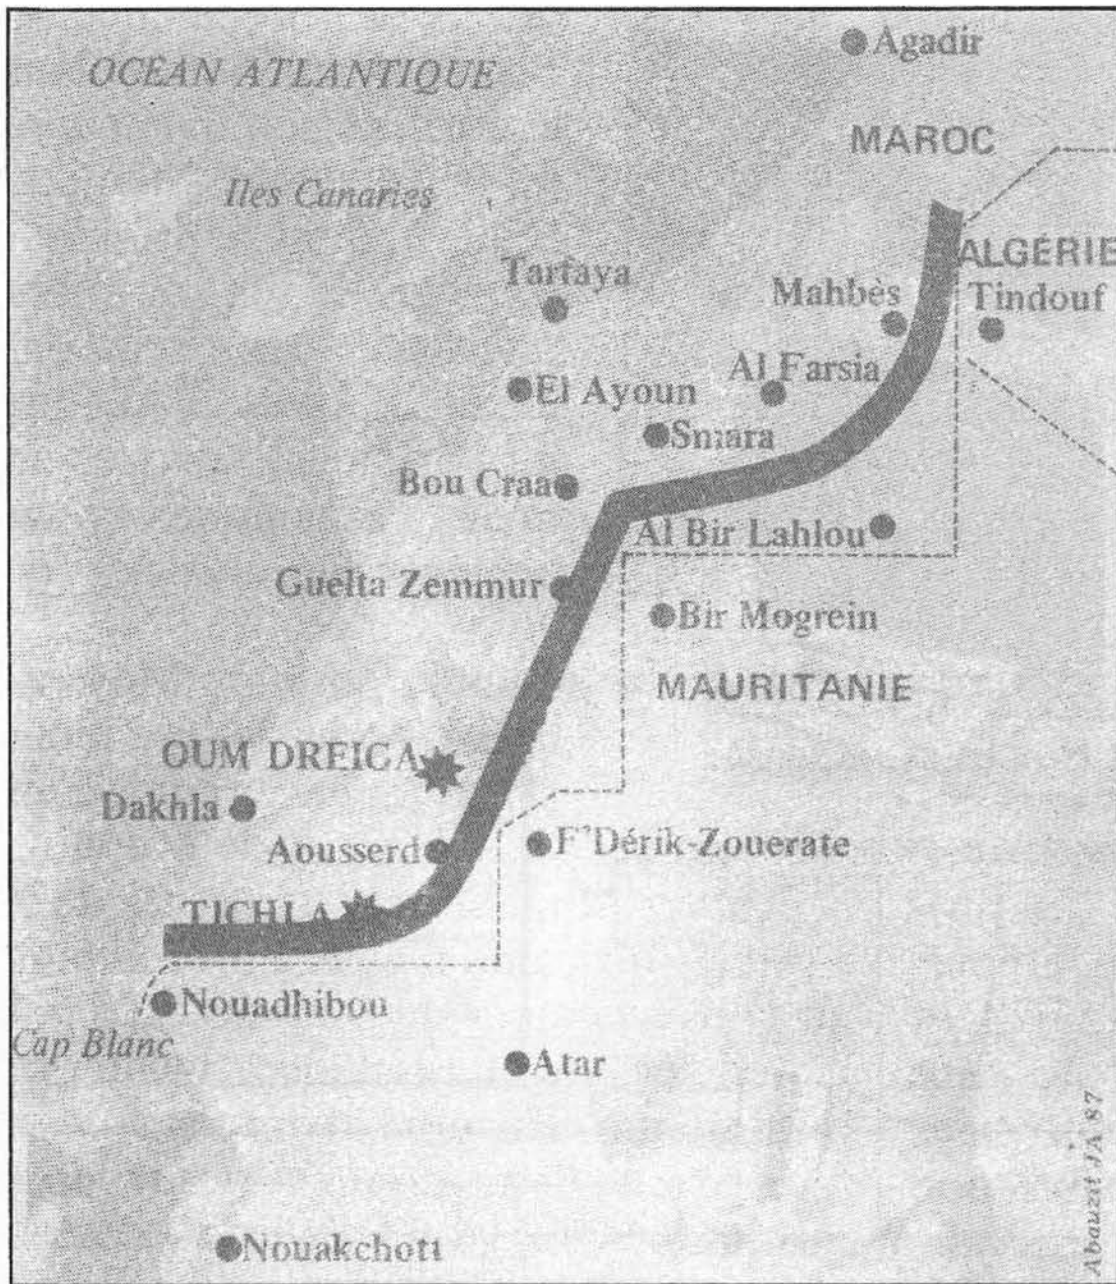 Agadir
OCEAN ATLANTIQUE
MAROC
Iles Canaries
ALGÉRIE
Tarfaya
Mahbès
Tindouf
Al Farsia
El Ayoun
Smara
Bou Craa
Al Bir Lahlou
Guelta Zemmur
Bir Mogrein
MAURITANIE
OUM DREIGA
Dakhla
Aousserd
F'Dérik-Zouerate
TICHLA
Nouadhibou
Cap Blanc
Atar
Abauzit JA 87
Nouakchott